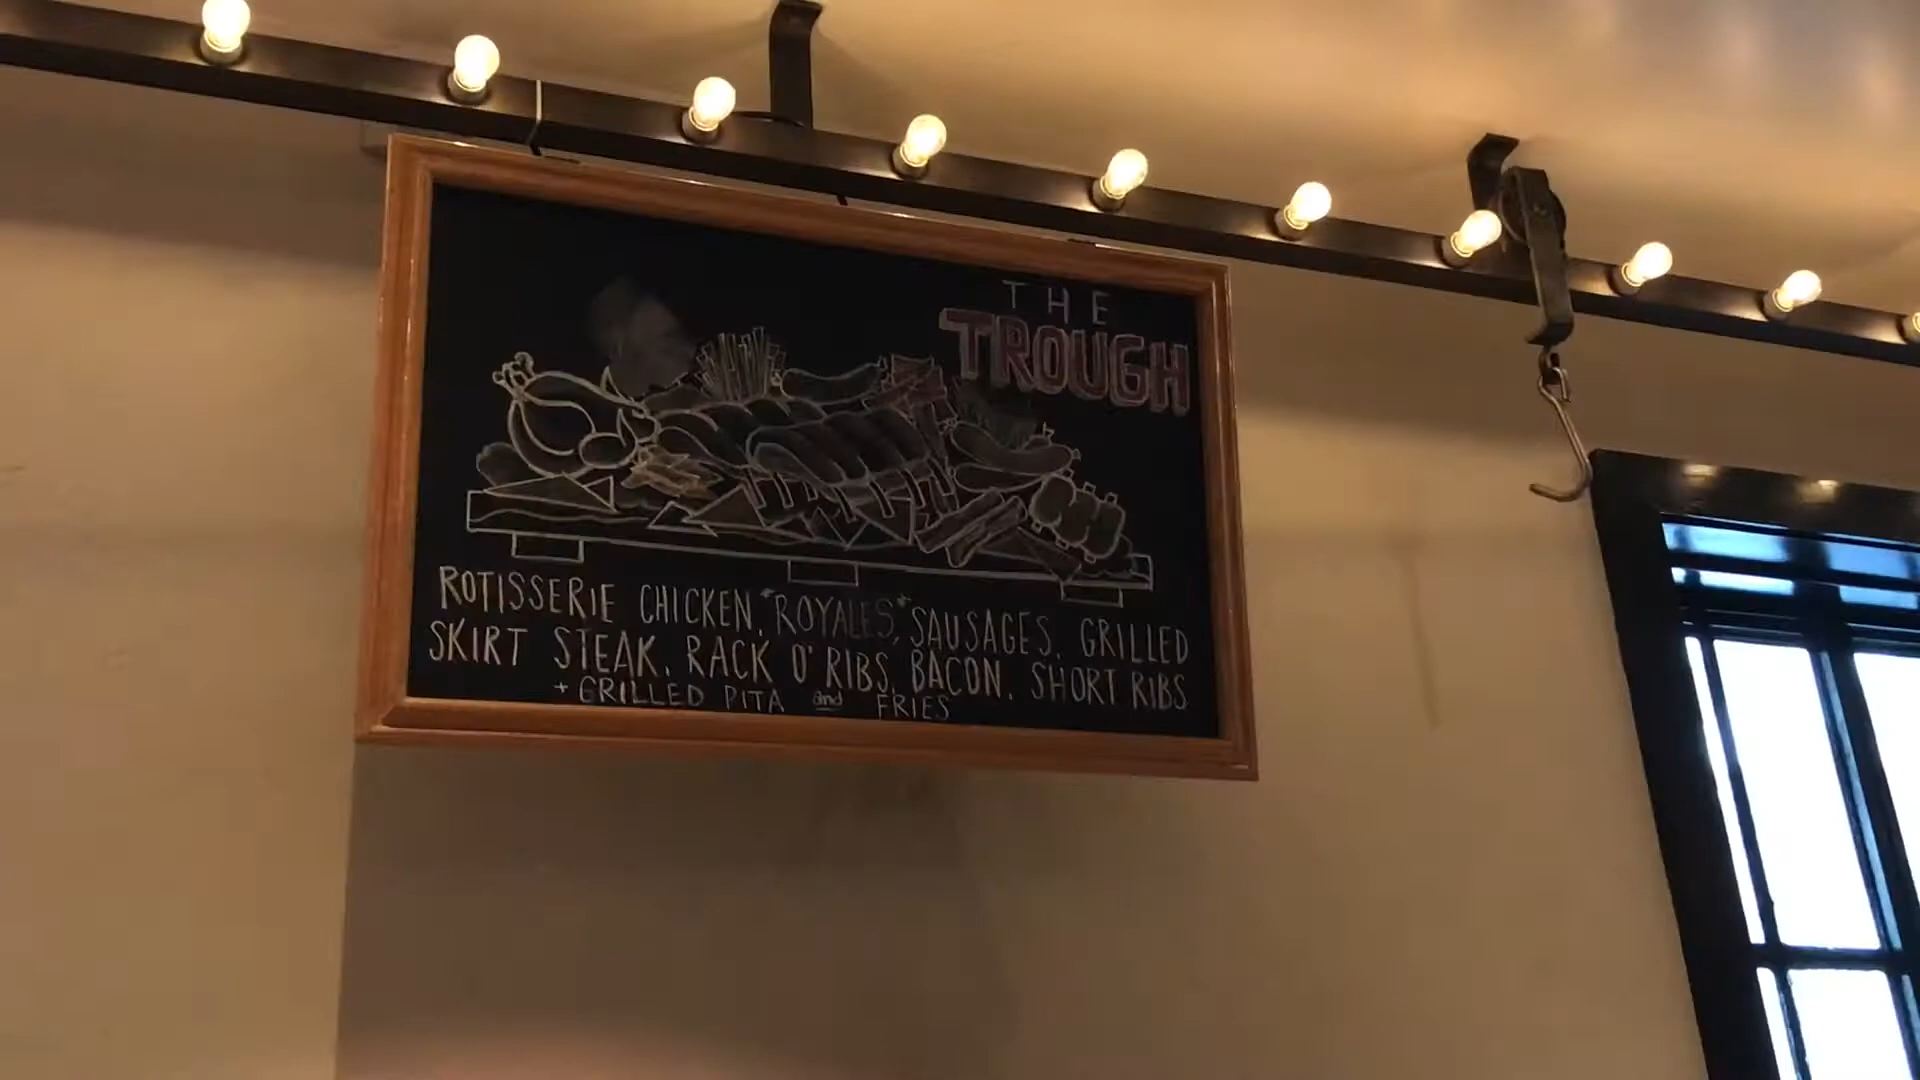 THE
TROUGH
ROTISSERIE CHICKEN, "ROYALES", SAUSAGES, GRILLED
SKIRT STEAK, RACK O' RIBS, BACON, SHORT RIBS
+ GRILLED PITA and FRIES